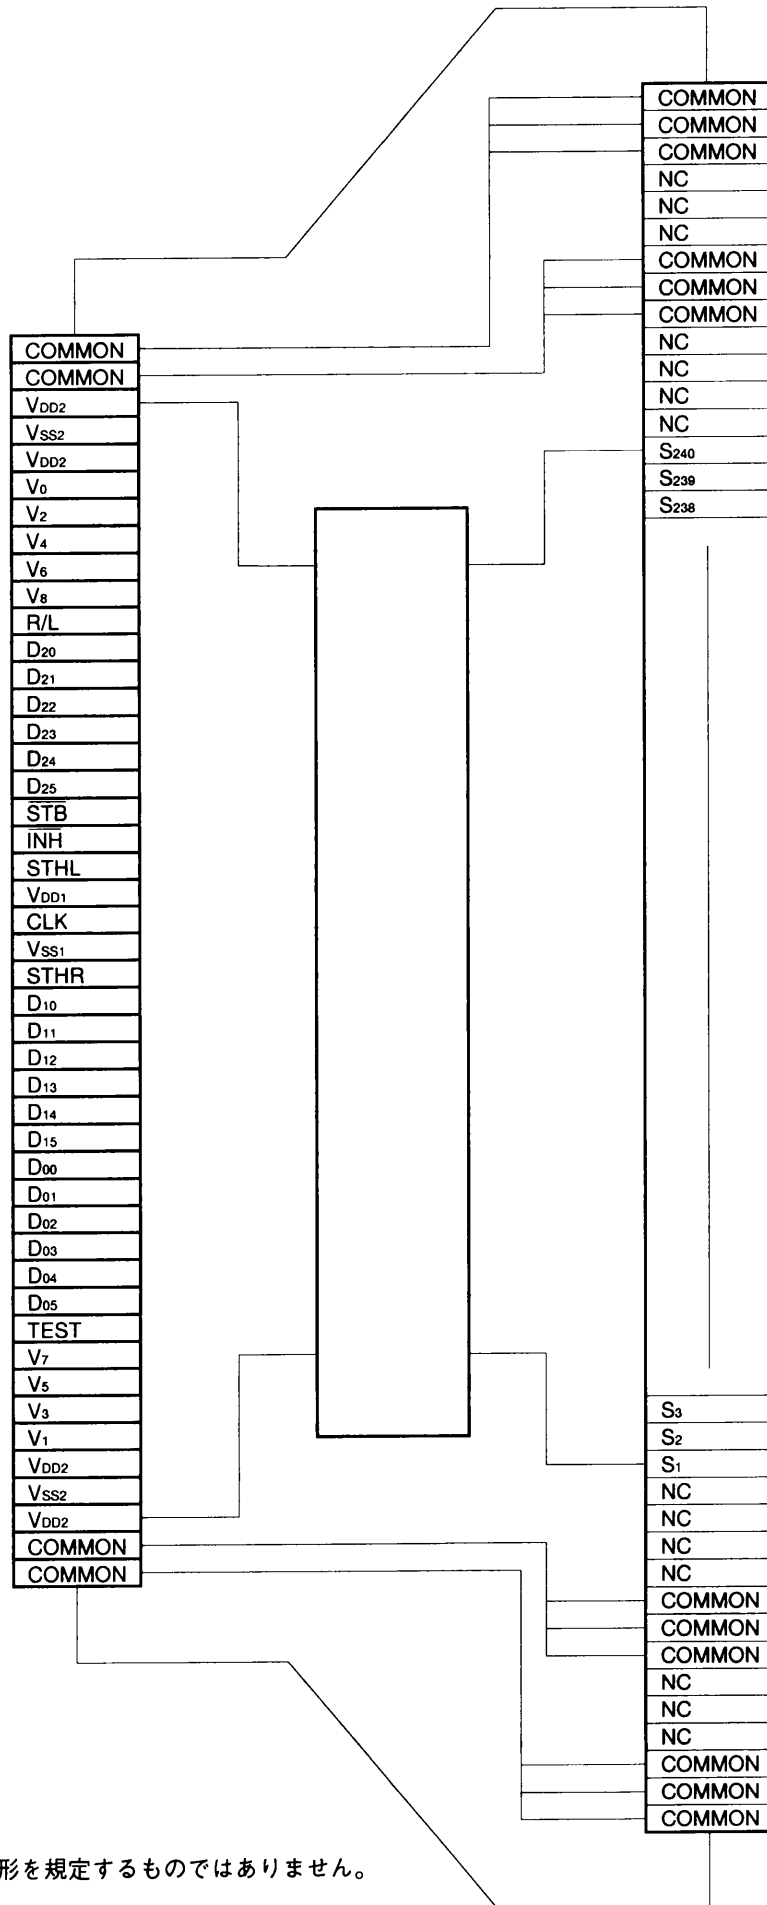 COMMON
COMMON
COMMON
NC
NC
NC
COMMON
COMMON
COMMON
NC
NC
NC
NC
S240
S239
S238
COMMON
COMMON
VDD2
VSS2
VDD2
V0
V2
V4
V6
V8
R/L
D20
D21
D22
D23
D24
D25
S̅T̅B̅
I̅N̅H̅
STHL
VDD1
CLK
VSS1
STHR
D10
D11
D12
D13
D14
D15
D00
D01
D02
D03
D04
D05
TEST
V7
V5
V3
V1
VDD2
VSS2
VDD2
COMMON
COMMON
S3
S2
S1
NC
NC
NC
NC
COMMON
COMMON
COMMON
NC
NC
NC
COMMON
COMMON
COMMON
形を規定するものではありません。